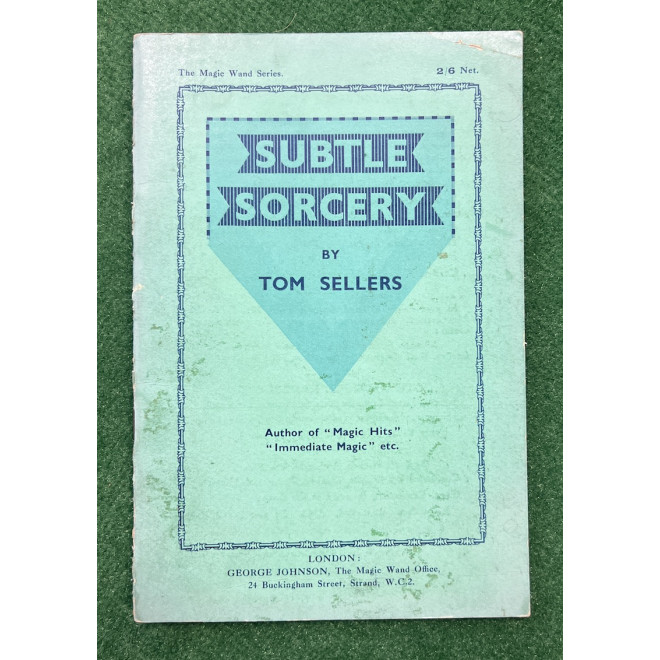 The Magic Wand Series. 2/6 Net.
SUBTLE
SORCERY
BY
TOM SELLERS
Author of "Magic Hits"
"Immediate Magic" etc.
LONDON:
GEORGE JOHNSON, The Magic Wand Office,
24 Buckingham Street, Strand, W.C.2.